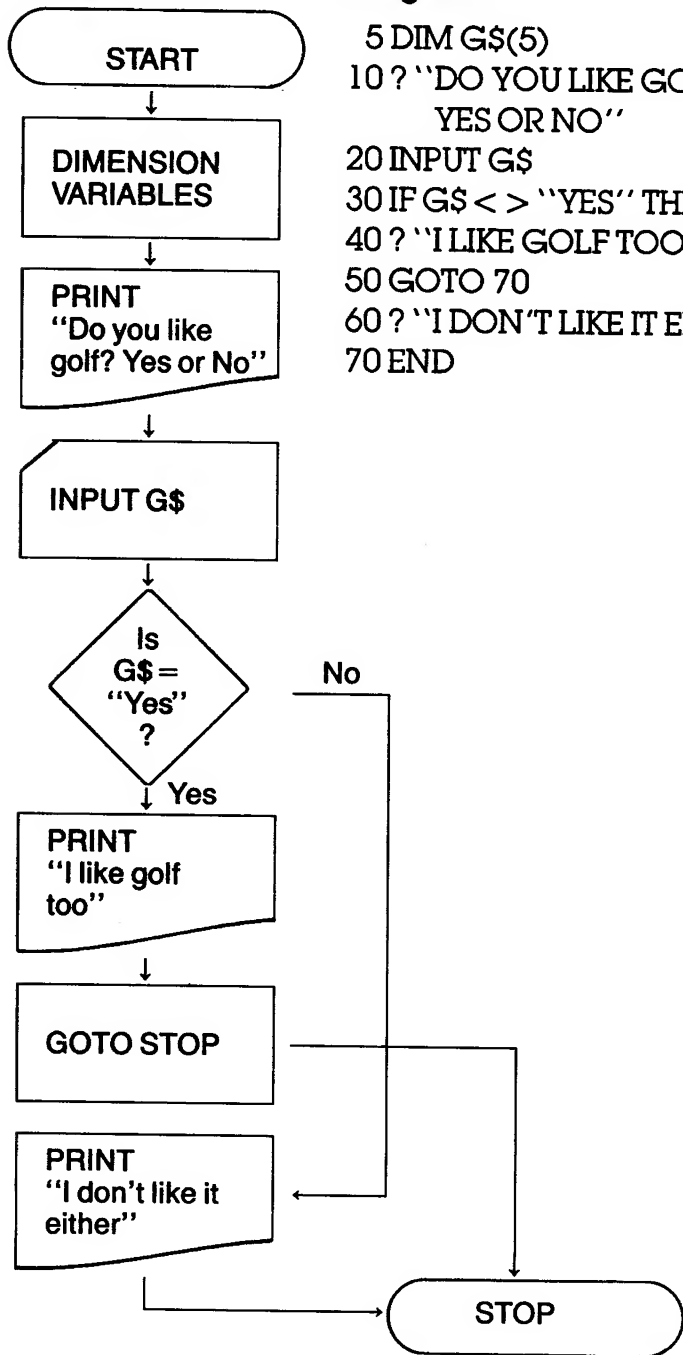 START
DIMENSION
VARIABLES
PRINT
“Do you like
golf? Yes or No”
INPUT G$
Is
G$ =
“Yes”
?
No
Yes
PRINT
“I like golf
too”
GOTO STOP
PRINT
“I don't like it
either”
STOP
5 DIM G$(5)
10 ? “DO YOU LIKE
YES OR NO”
20 INPUT G$
30 IF G$ < > “YES”
40 ? “I LIKE GOLF TOO
50 GOTO 70
60 ? “I DON'T LIKE IT
70 END